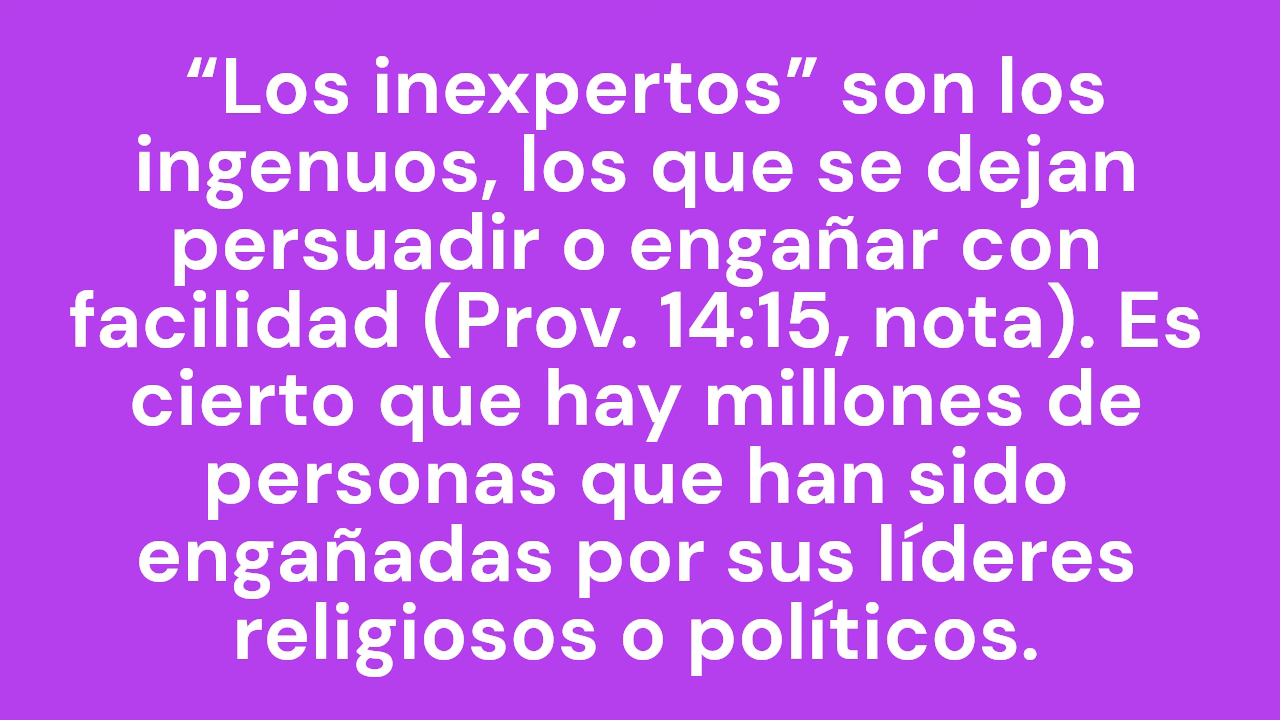 “Los inexpertos” son los
ingenuos, los que se dejan
persuadir o engañar con
facilidad (Prov. 14:15, nota). Es
cierto que hay millones de
personas que han sido
engañadas por sus líderes
religiosos o políticos.